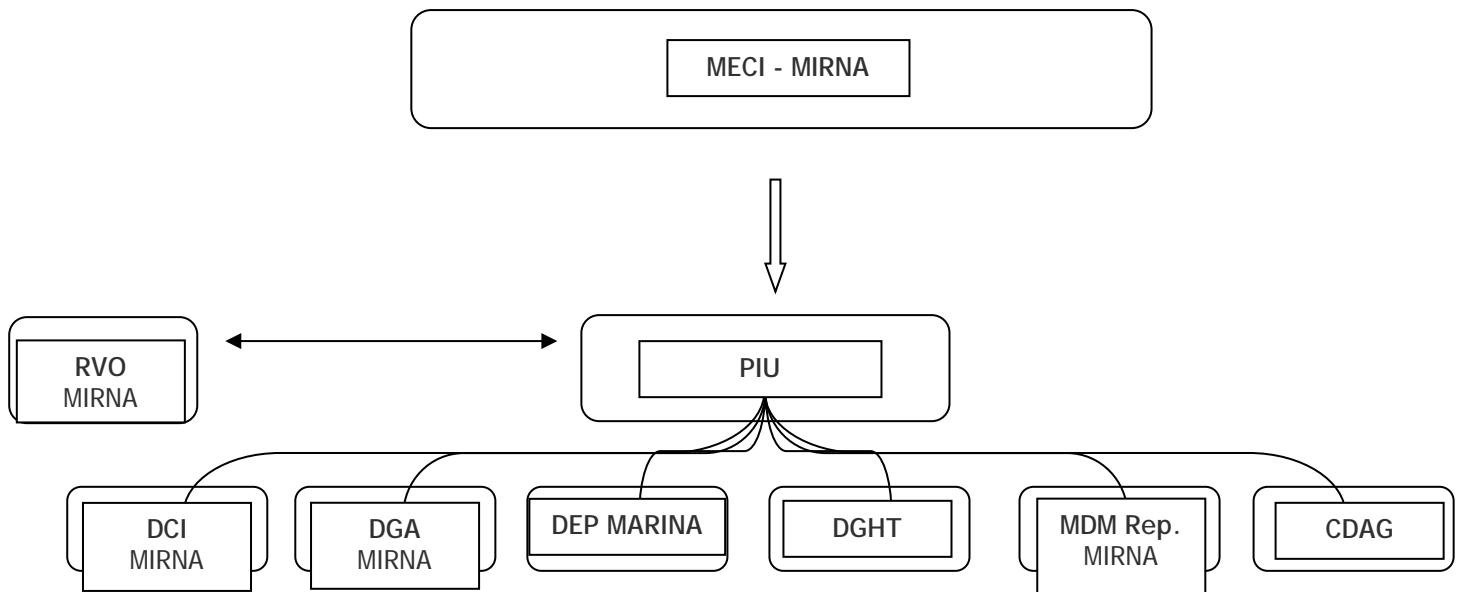 MECI - MIRNA
RVO
MIRNA
PIU
DCI
MIRNA
DGA
MIRNA
DEP MARINA
DGHT
MDM Rep.
MIRNA
CDAG